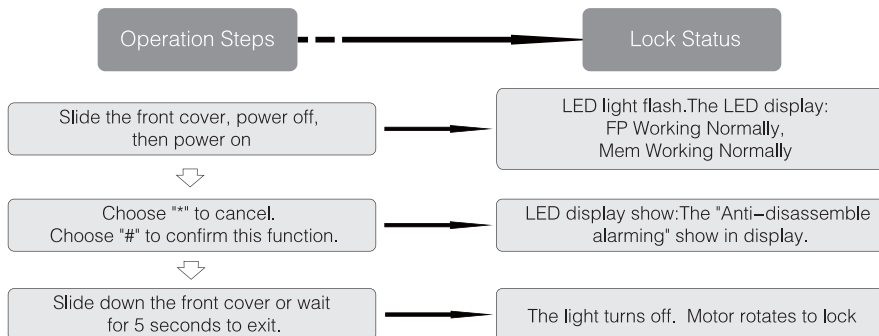 Operation Steps
Lock Status
Slide the front cover, power off,
then power on
LED light flash.The LED display:
FP Working Normally,
Mem Working Normally
Choose "*" to cancel.
Choose "#" to confirm this function.
LED display show:The "Anti–disassemble
alarming" show in display.
Slide down the front cover or wait
for 5 seconds to exit.
The light turns off. Motor rotates to lock